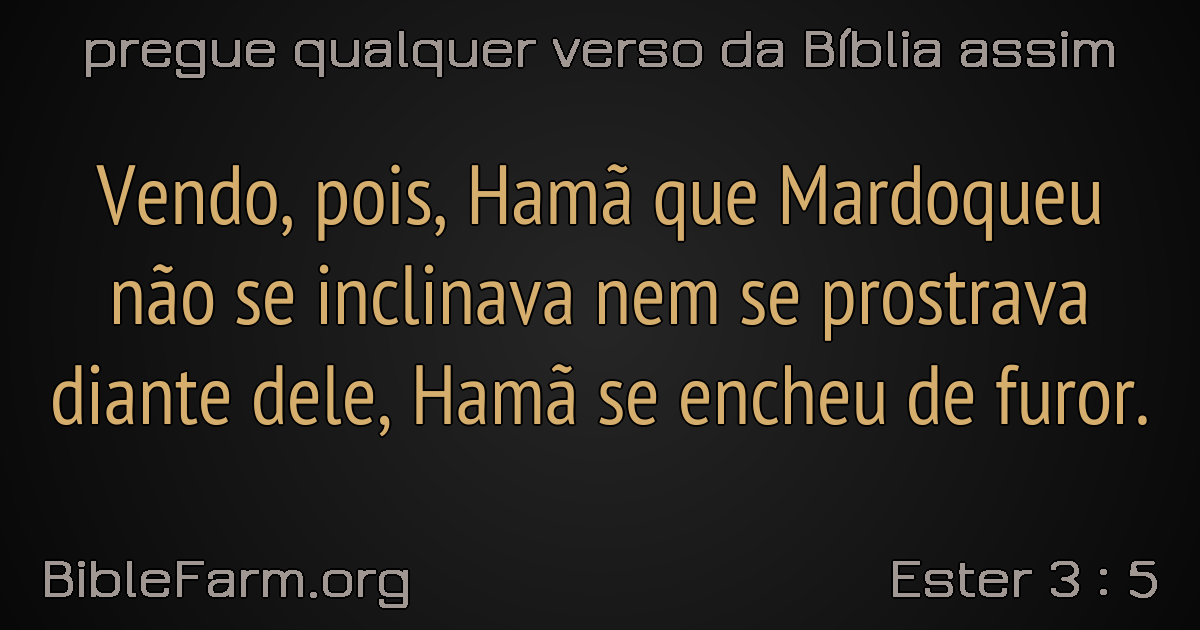 pregue qualquer verso da Bíblia assim
Vendo, pois, Hamã que Mardoqueu
não se inclinava nem se prostrava
diante dele, Hamã se encheu de furor.
BibleFarm.org
Ester 3 : 5